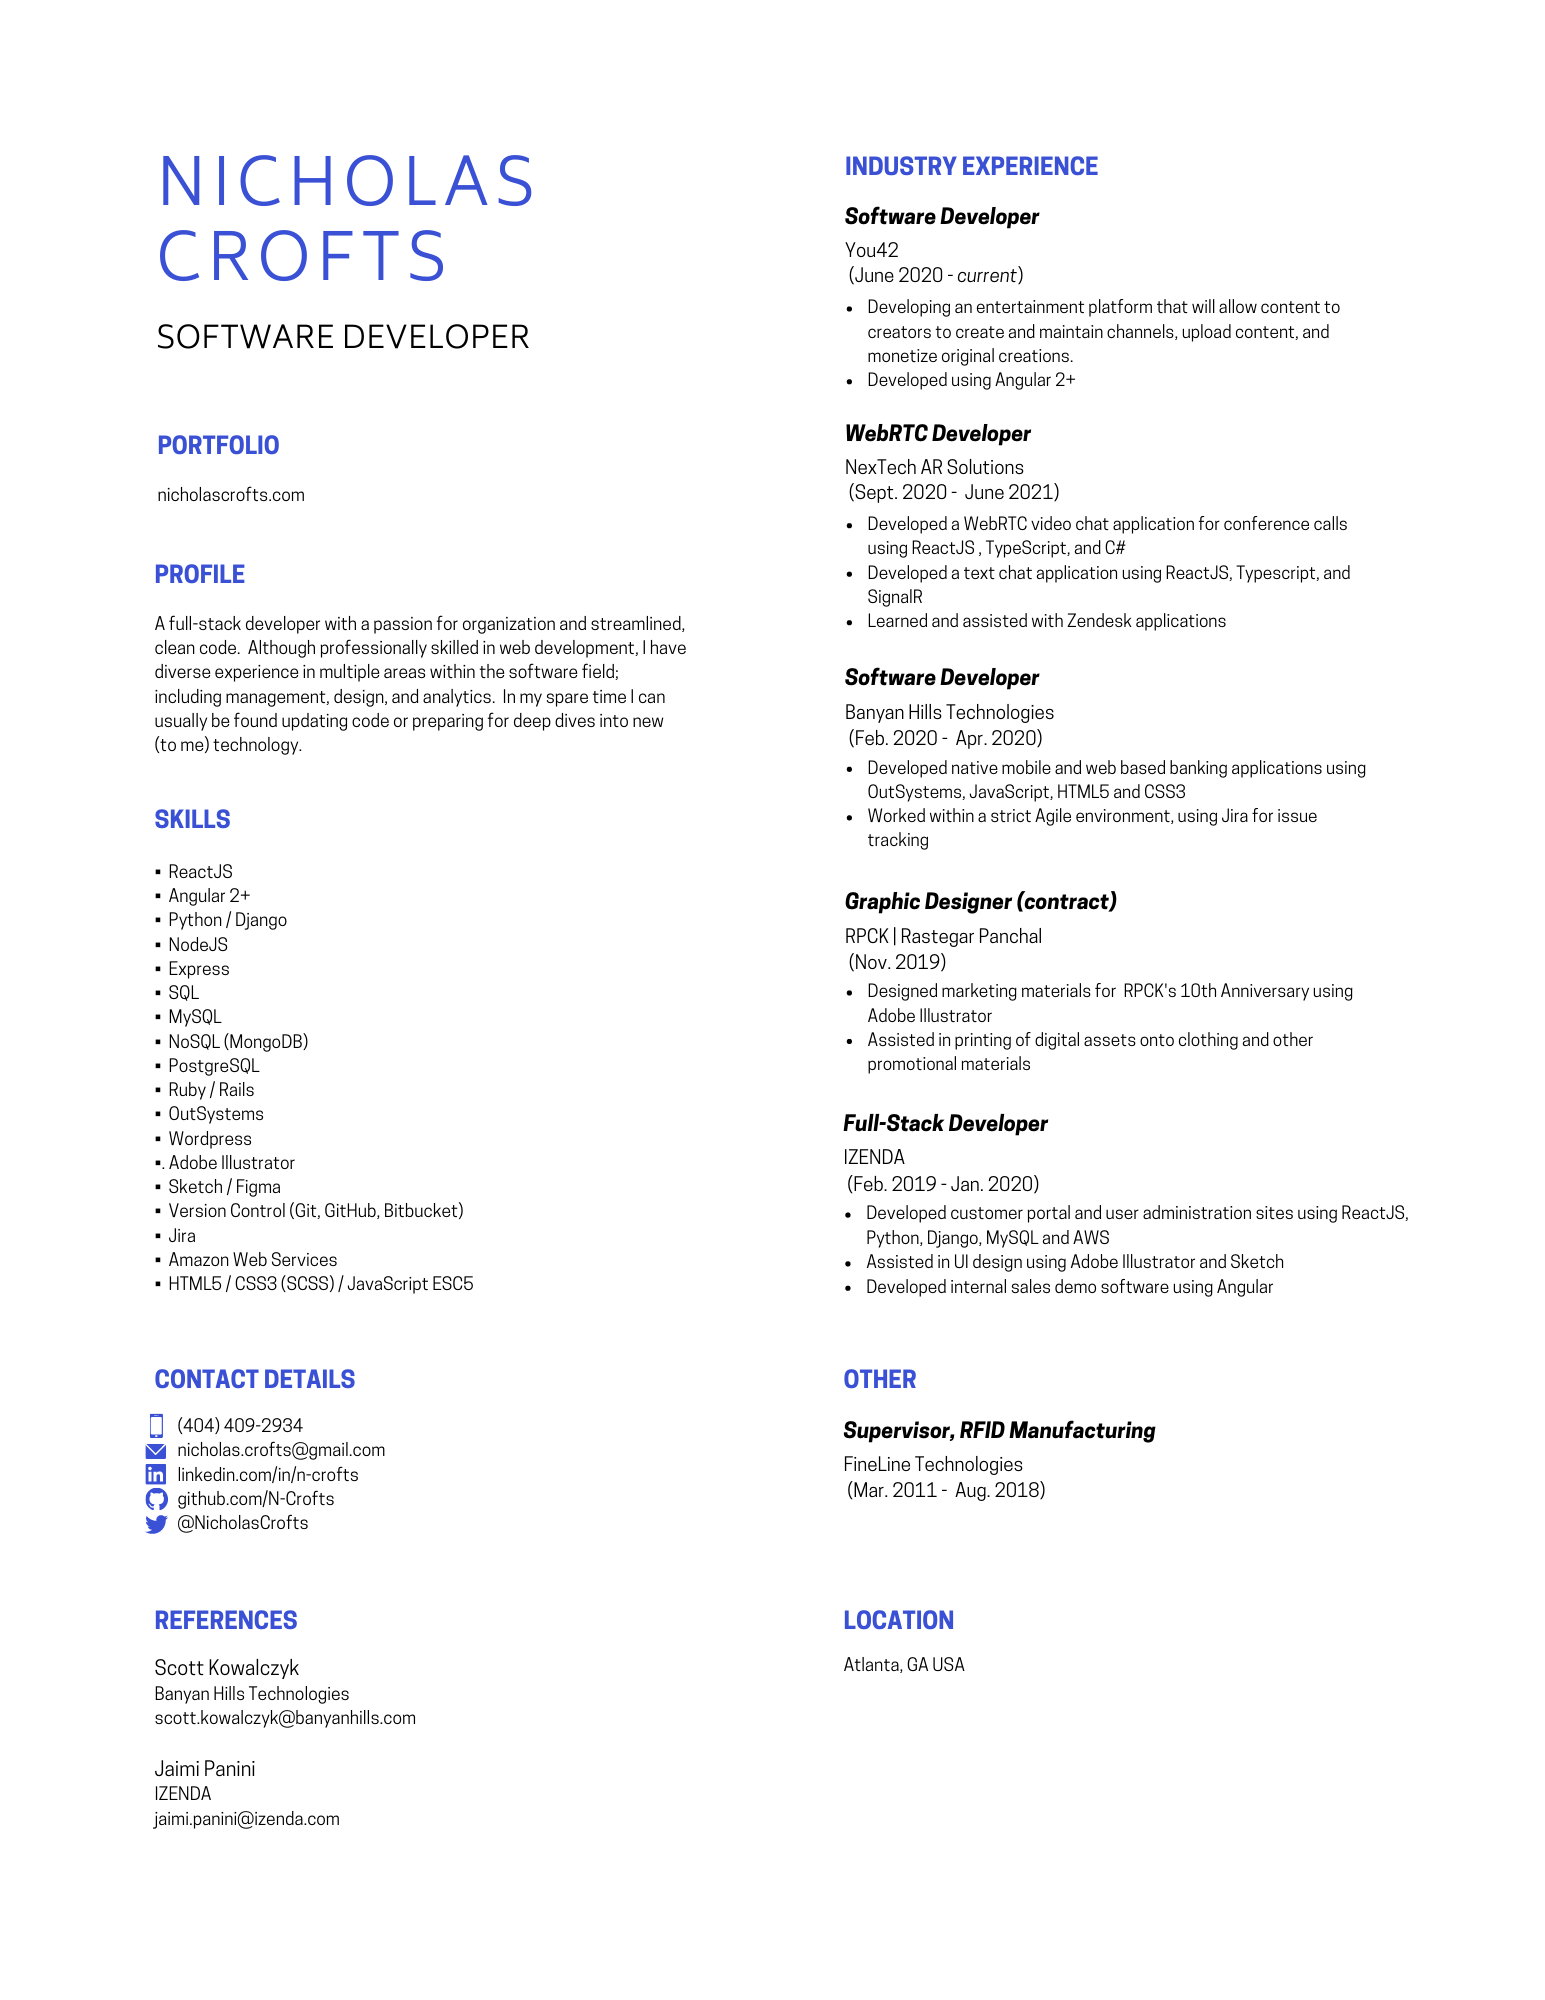 NICHOLAS
CROFTS
SOFTWARE DEVELOPER
PORTFOLIO
nicholascrofts.com
PROFILE
A full-stack developer with a passion for organization and streamlined,
clean code.  Although professionally skilled in web development, I have
diverse experience in multiple areas within the software field;
including management, design, and analytics.  In my spare time I can
usually be found updating code or preparing for deep dives into new
(to me) technology.
SKILLS
▪ ReactJS
▪ Angular 2+
▪ Python / Django
▪ NodeJS
▪ Express
▪ SQL
▪ MySQL
▪ NoSQL (MongoDB)
▪ PostgreSQL
▪ Ruby / Rails
▪ OutSystems
▪ Wordpress
▪. Adobe Illustrator
▪ Sketch / Figma
▪ Version Control (Git, GitHub, Bitbucket)
▪ Jira
▪ Amazon Web Services
▪ HTML5 / CSS3 (SCSS) / JavaScript ESC5
CONTACT DETAILS
(404) 409-2934
nicholas.crofts@gmail.com
linkedin.com/in/n-crofts
github.com/N-Crofts
@NicholasCrofts
REFERENCES
Scott Kowalczyk
Banyan Hills Technologies
scott.kowalczyk@banyanhills.com
Jaimi Panini
IZENDA
jaimi.panini@izenda.com
INDUSTRY EXPERIENCE
Software Developer
You42
(June 2020 - current)
• Developing an entertainment platform that will allow content to
creators to create and maintain channels, upload content, and
monetize original creations.
• Developed using Angular 2+
WebRTC Developer
NexTech AR Solutions
(Sept. 2020 -  June 2021)
• Developed a WebRTC video chat application for conference calls
using ReactJS , TypeScript, and C#
• Developed a text chat application using ReactJS, Typescript, and
SignalR
• Learned and assisted with Zendesk applications
Software Developer
Banyan Hills Technologies
(Feb. 2020 -  Apr. 2020)
• Developed native mobile and web based banking applications using
OutSystems, JavaScript, HTML5 and CSS3
• Worked within a strict Agile environment, using Jira for issue
tracking
Graphic Designer (contract)
RPCK | Rastegar Panchal
(Nov. 2019)
• Designed marketing materials for  RPCK's 10th Anniversary using
Adobe Illustrator
• Assisted in printing of digital assets onto clothing and other
promotional materials
Full-Stack Developer
IZENDA
(Feb. 2019 - Jan. 2020)
• Developed customer portal and user administration sites using ReactJS,
Python, Django, MySQL and AWS
• Assisted in UI design using Adobe Illustrator and Sketch
• Developed internal sales demo software using Angular
OTHER
Supervisor, RFID Manufacturing
FineLine Technologies
(Mar. 2011 -  Aug. 2018)
LOCATION
Atlanta, GA USA